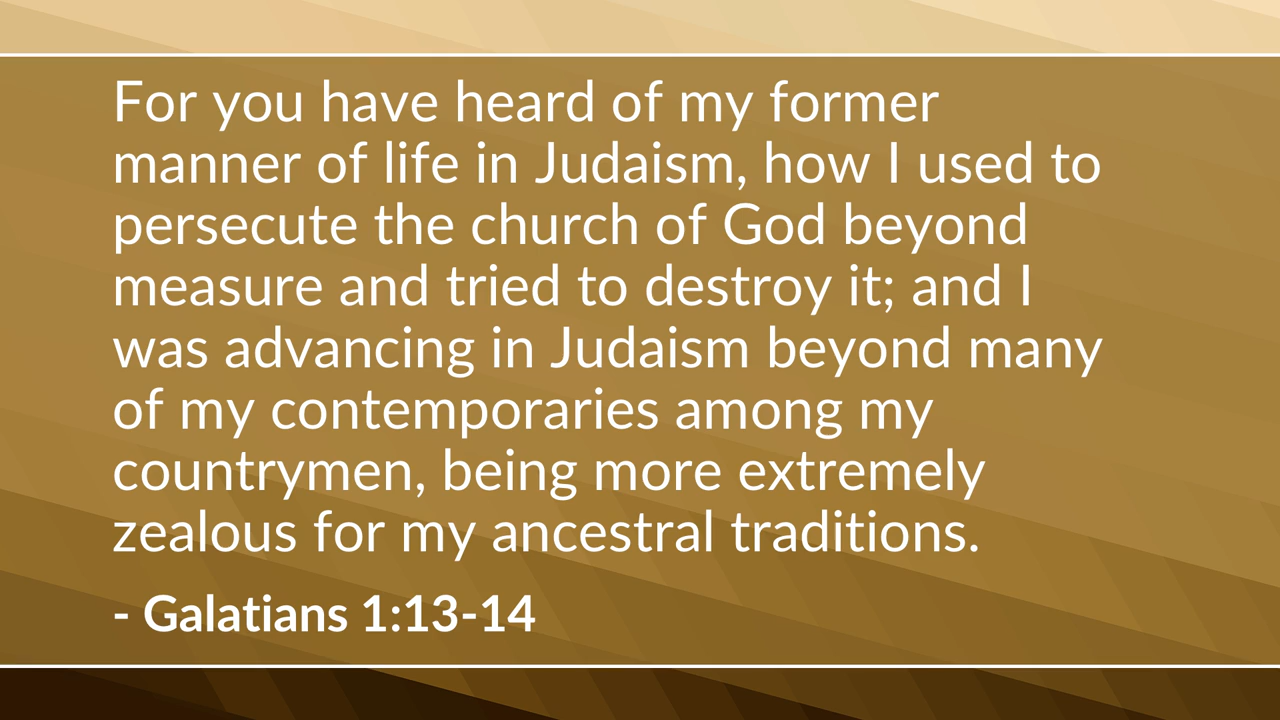 For you have heard of my former
manner of life in Judaism, how I used to
persecute the church of God beyond
measure and tried to destroy it; and I
was advancing in Judaism beyond many
of my contemporaries among my
countrymen, being more extremely
zealous for my ancestral traditions.
- Galatians 1:13-14